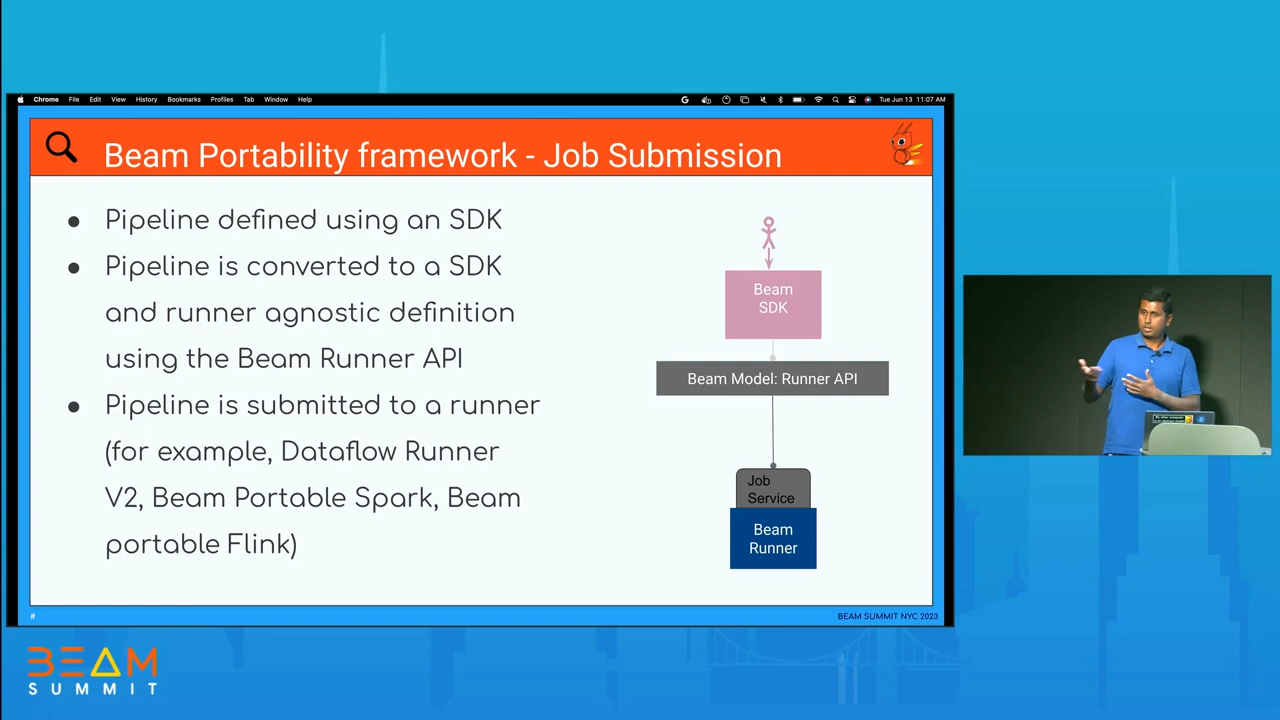 Chrome File Edit View History Bookmarks Profiles Tab Window Help
Tue Jun 13 11:07 AM
Beam Portability framework - Job Submission
● Pipeline defined using an SDK
● Pipeline is converted to a SDK
and runner agnostic definition
using the Beam Runner API
● Pipeline is submitted to a runner
(for example, Dataflow Runner
V2, Beam Portable Spark, Beam
portable Flink)
Beam
SDK
Beam Model: Runner API
Job
Service
Beam
Runner
#
BEAM SUMMIT NYC 2023
BEAM
SUMMIT